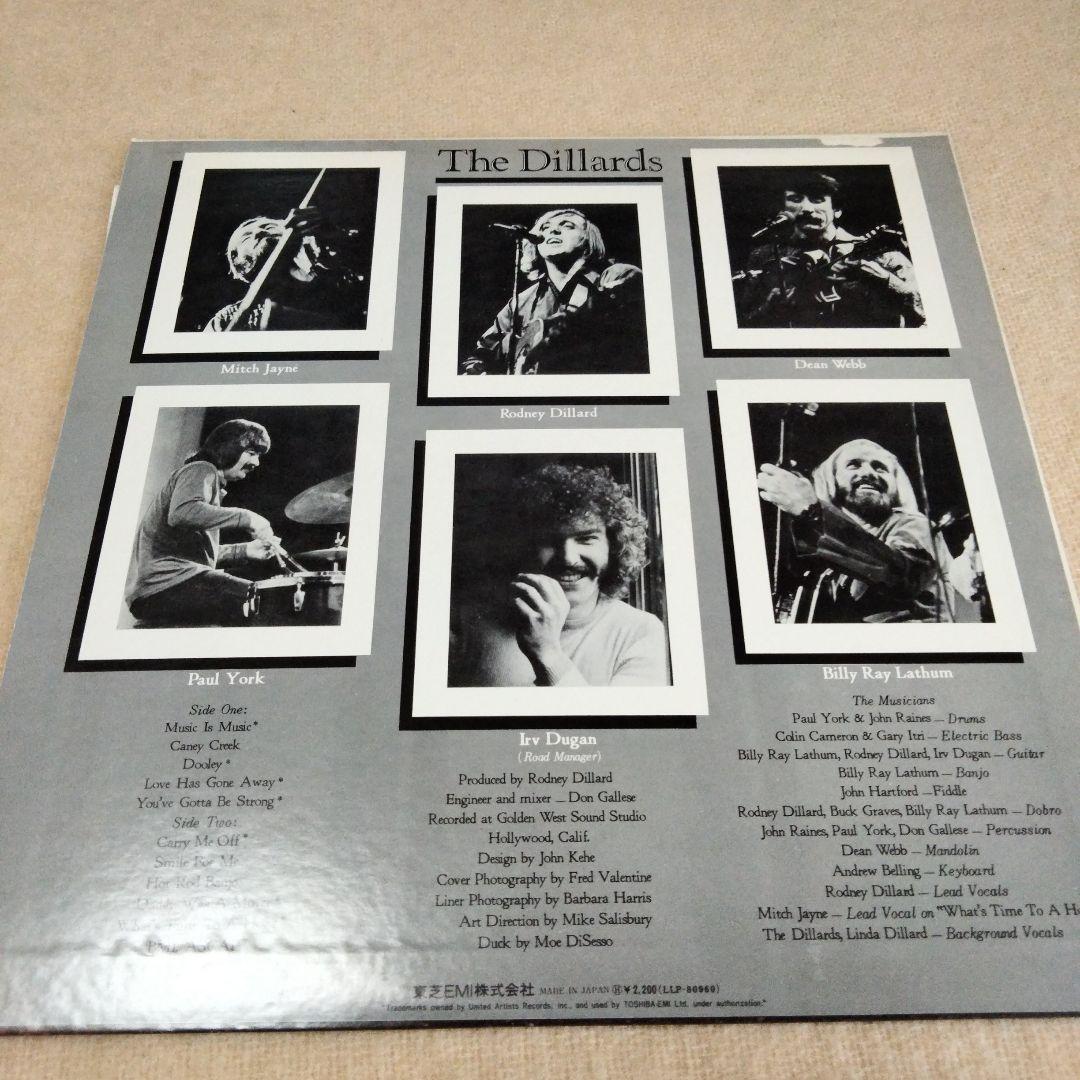 The Dillards
Mitch Jayne
Rodney Dillard
Dean Webb
Paul York
Irv Dugan
(Road Manager)
Billy Ray Lathum
Side One:
Music Is Music*
Caney Creek
Dooley*
Love Has Gone Away*
You've Gotta Be Strong*
Side Two:
Carry Me Off*
Smile For Me
Hot Rod Banjo
Daddy Was A Mover
Produced by Rodney Dillard
Engineer and mixer — Don Gallese
Recorded at Golden West Sound Studio
Hollywood, Calif.
Design by John Kehe
Cover Photography by Fred Valentine
Liner Photography by Barbara Harris
Art Direction by Mike Salisbury
Duck by Moe DiSesso
The Musicians
Paul York & John Raines — Drums
Colin Cameron & Gary Itri — Electric Bass
Billy Ray Lathum, Rodney Dillard, Irv Dugan — Guitar
Billy Ray Lathum — Banjo
John Hartford — Fiddle
Rodney Dillard, Buck Graves, Billy Ray Lathum — Dobro
John Raines, Paul York, Don Gallese — Percussion
Dean Webb — Mandolin
Andrew Belling — Keyboard
Rodney Dillard — Lead Vocals
Mitch Jayne — Lead Vocal on "What's Time To A
The Dillards, Linda Dillard — Background Vocals
東芝EMI株式会社 MADE IN JAPAN Ⓗ¥2,200(LLP-80960)
"Trademarks owned by United Artists Records, Inc., and used by TOSHIBA-EMI Ltd. under authorization."